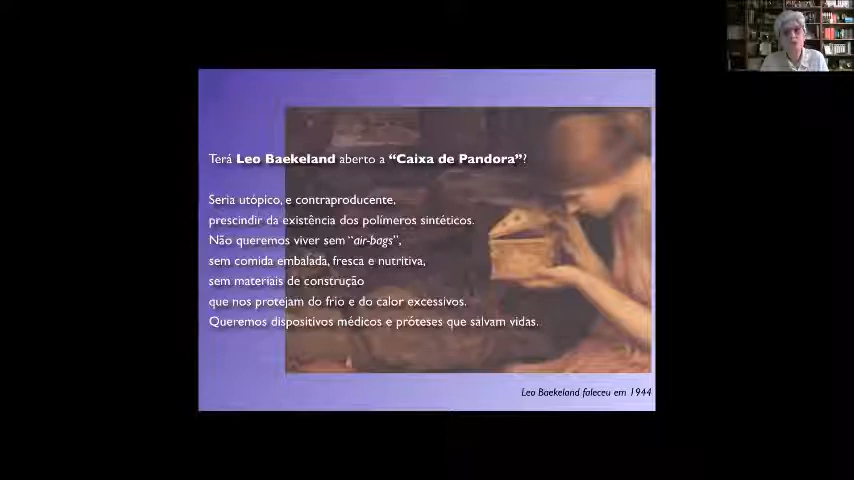 Terá Leo Baekeland aberto a “Caixa de Pandora”?
Seria utópico, e contraproducente,
prescindir da existência dos polímeros sintéticos.
Não queremos viver sem “air-bags”,
sem comida embalada, fresca e nutritiva,
sem materiais de construção
que nos protejam do frio e do calor excessivos.
Queremos dispositivos médicos e próteses que salvam vidas.
Leo Baekeland faleceu em 1944